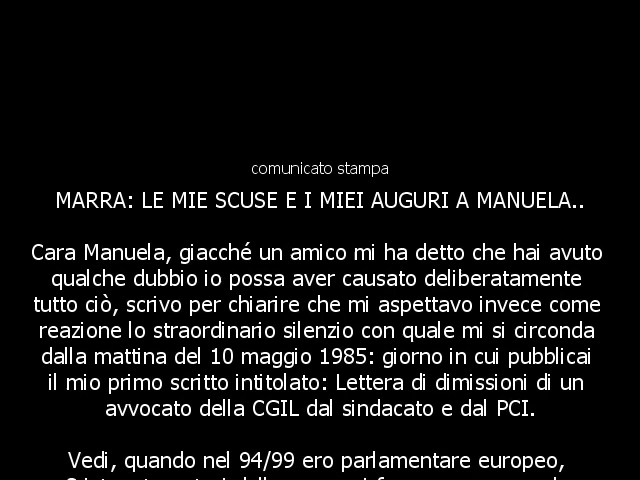 comunicato stampa
MARRA: LE MIE SCUSE E I MIEI AUGURI A MANUELA..
Cara Manuela, giacché un amico mi ha detto che hai avuto
qualche dubbio io possa aver causato deliberatamente
tutto ciò, scrivo per chiarire che mi aspettavo invece come
reazione lo straordinario silenzio con quale mi si circonda
dalla mattina del 10 maggio 1985: giorno in cui pubblicai
il mio primo scritto intitolato: Lettera di dimissioni di un
avvocato della CGIL dal sindacato e dal PCI.
Vedi, quando nel 94/99 ero parlamentare europeo,